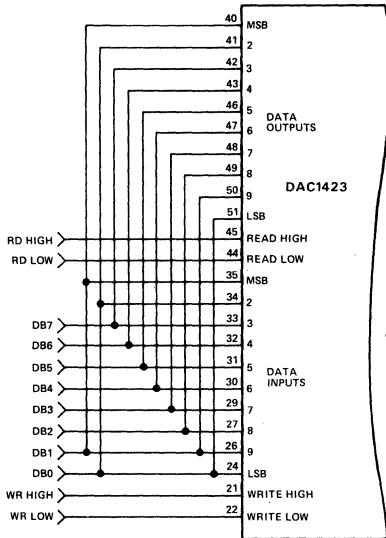 40 MSB
41 2
42 3
43 4
46 5
DATA
OUTPUTS
47 6
48 7
49 8
DAC1423
50 9
51 LSB
RD HIGH 45 READ HIGH
RD LOW 44 READ LOW
35 MSB
34 2
DB7 33 3
DB6 32 4
DB5 31 5
DATA
INPUTS
DB4 30 6
DB3 29 7
DB2 27 8
DB1 26 9
DB0 24 LSB
WR HIGH 21 WRITE HIGH
WR LOW 22 WRITE LOW